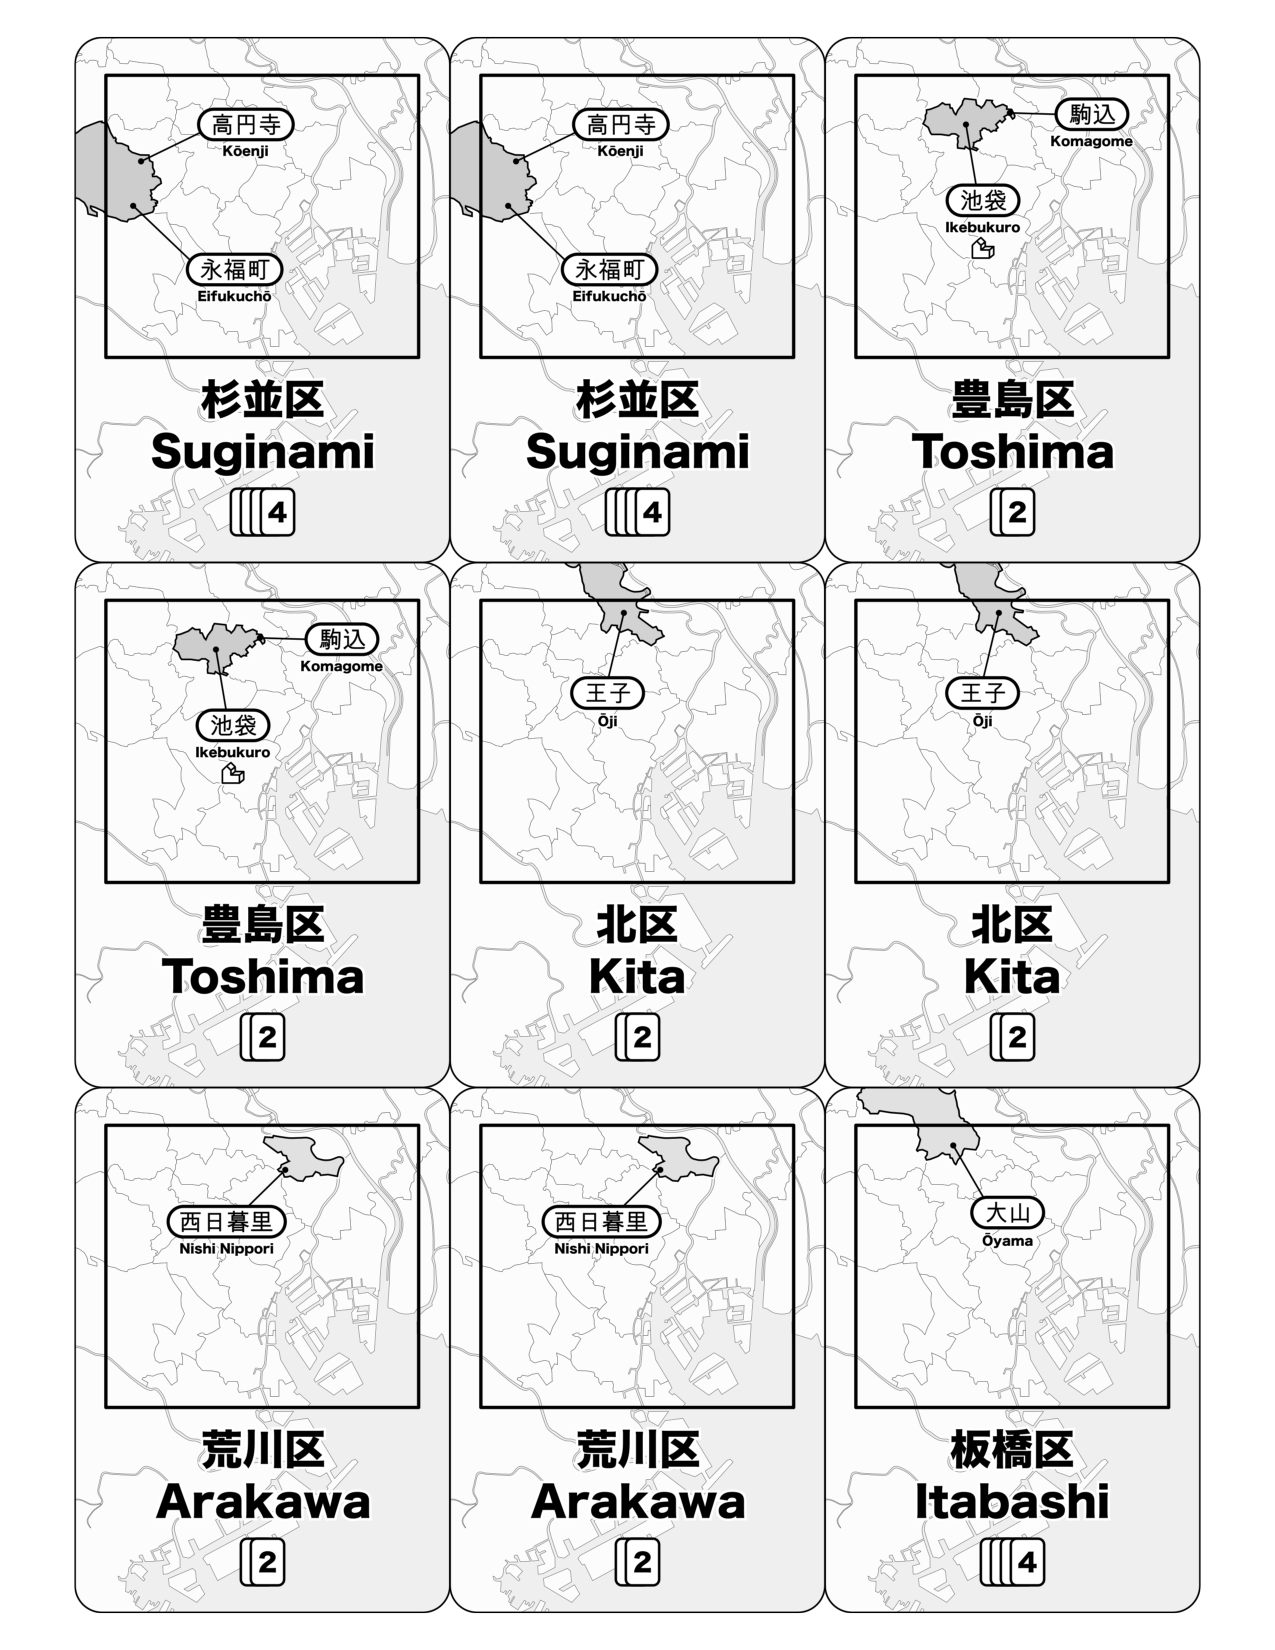 高円寺
Kōenji
永福町
Eifukuchō
杉並区
Suginami
4
高円寺
Kōenji
永福町
Eifukuchō
杉並区
Suginami
4
駒込
Komagome
池袋
Ikebukuro
豊島区
Toshima
2
駒込
Komagome
池袋
Ikebukuro
豊島区
Toshima
2
王子
Ōji
北区
Kita
2
王子
Ōji
北区
Kita
2
西日暮里
Nishi Nippori
荒川区
Arakawa
2
西日暮里
Nishi Nippori
荒川区
Arakawa
2
大山
Ōyama
板橋区
Itabashi
4